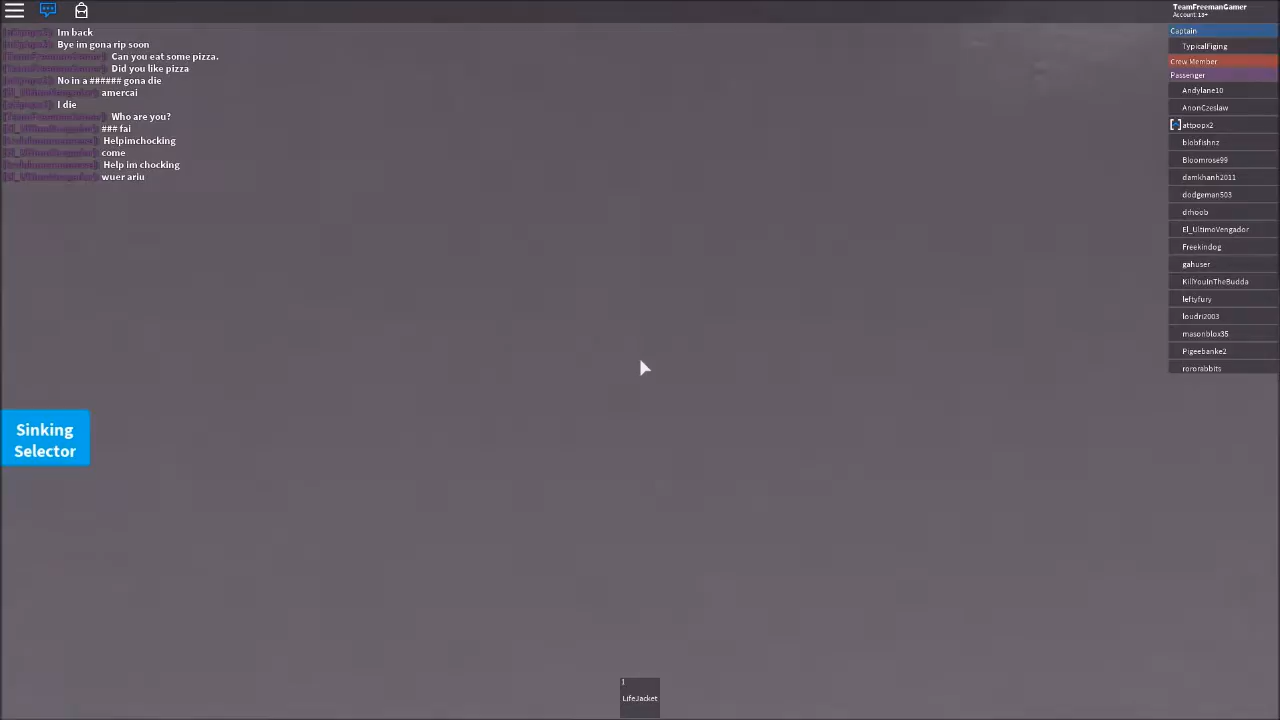 TeamFreemanGamer
Account: 13+
Im back
Bye im gona rip soon
Can you eat some pizza.
Did you like pizza
No in a ###### gona die
amercai
I die
Who are you?
### fai
Helpimchocking
come
Help im chocking
wuer ariu
Captain
TypicalFiging
Crew Member
Passenger
Andylane10
AnonCzeslaw
attpopx2
blobfishnz
Bloomrose99
damkhanh2011
dodgeman503
drhoob
El_UltimoVengador
Freekindog
gahuser
KillYouInTheBudda
leftyfury
loudri2003
masonblox35
Pigeebanke2
rororabbits
Sinking
Selector
1
LifeJacket